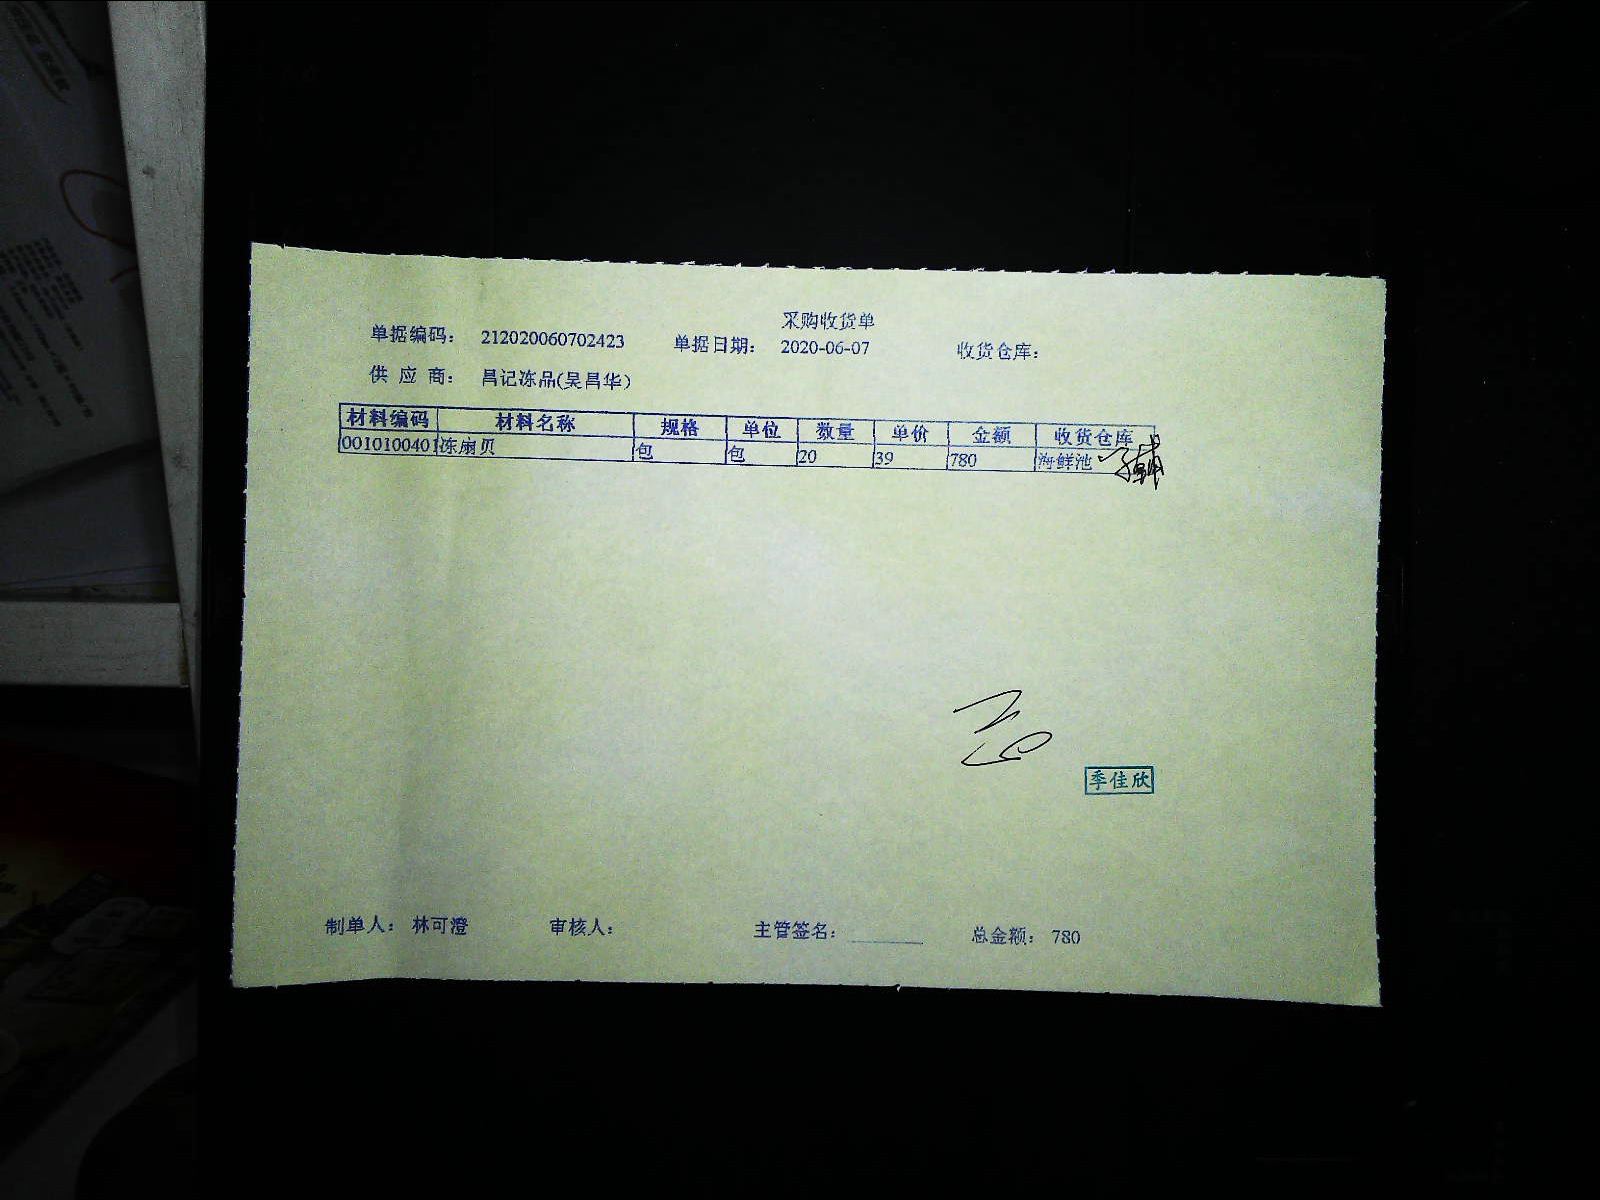 采购收货单
单据编码： 212020060702423 单据日期： 2020-06-07 收货仓库：
供 应 商： 昌记冻品(吴昌华)
材料编码 材料名称 规格 单位 数量 单价 金额 收货仓库
0010100401 冻扇贝 包 包 20 39 780 海鲜池
季佳欣
制单人： 林可澄 审核人： 主管签名： 总金额： 780